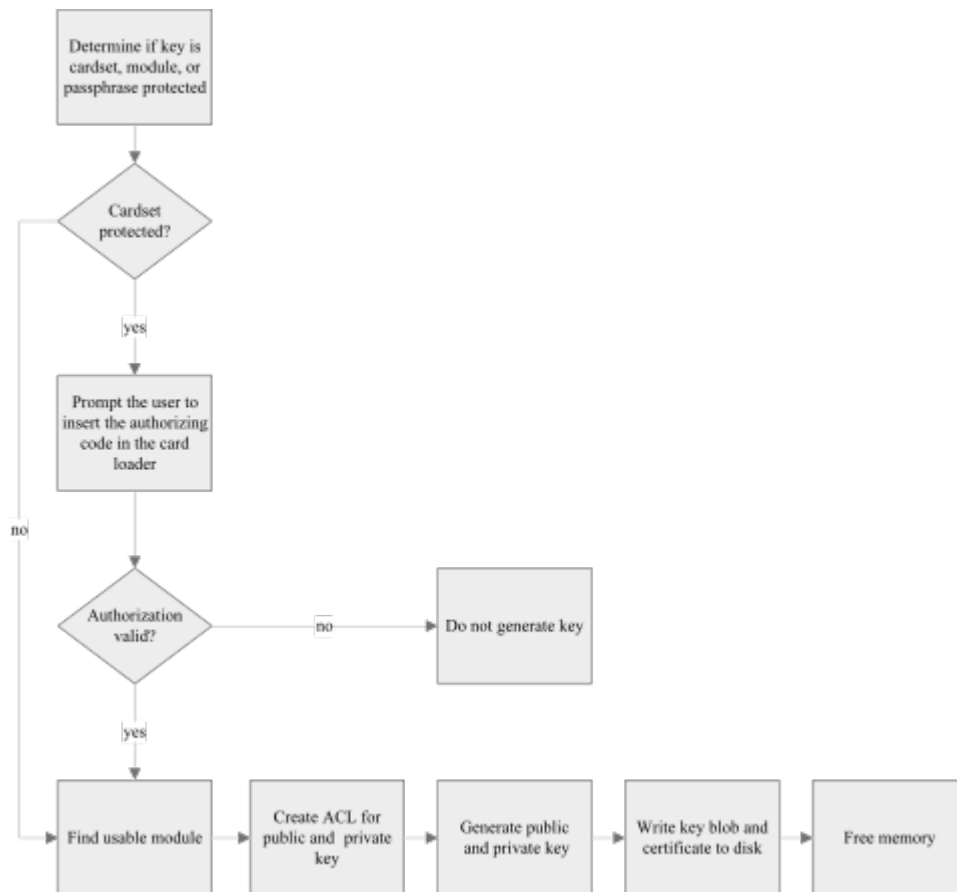 Determine if key is
cardset, module, or
passphrase protected
Cardset
protected?
yes
Prompt the user to
insert the authorizing
code in the card
loader
no
Authorization
valid?
no
Do not generate key
yes
Find usable module
Create ACL for
public and private
key
Generate public
and private key
Write key blob and
certificate to disk
Free memory